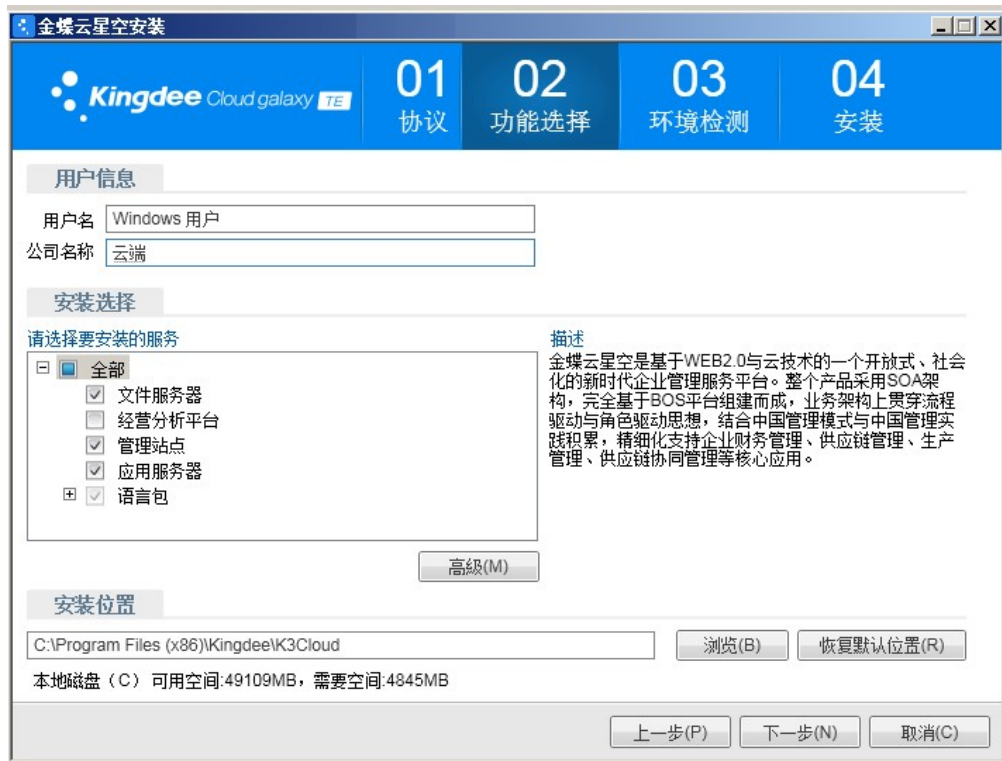 金蝶云星空安装
Kingdee Cloud galaxy TE
01
协议
02
功能选择
03
环境检测
04
安装
用户信息
用户名 Windows 用户
公司名称 云端
安装选择
请选择要安装的服务
全部
文件服务器
经营分析平台
管理站点
应用服务器
语言包
描述
金蝶云星空是基于WEB2.0与云技术的一个开放式、社会
化的新时代企业管理服务平台。整个产品采用SOA架
构，完全基于BOS平台组建而成，业务架构上贯穿流程
驱动与角色驱动思想，结合中国管理模式与中国管理实
践积累，精细化支持企业财务管理、供应链管理、生产
管理、供应链协同管理等核心应用。
高級(M)
安装位置
C:\Program Files (x86)\Kingdee\K3Cloud
浏览(B)
恢复默认位置(R)
本地磁盘（C）可用空间:49109MB，需要空间:4845MB
上一步(P)
下一步(N)
取消(C)